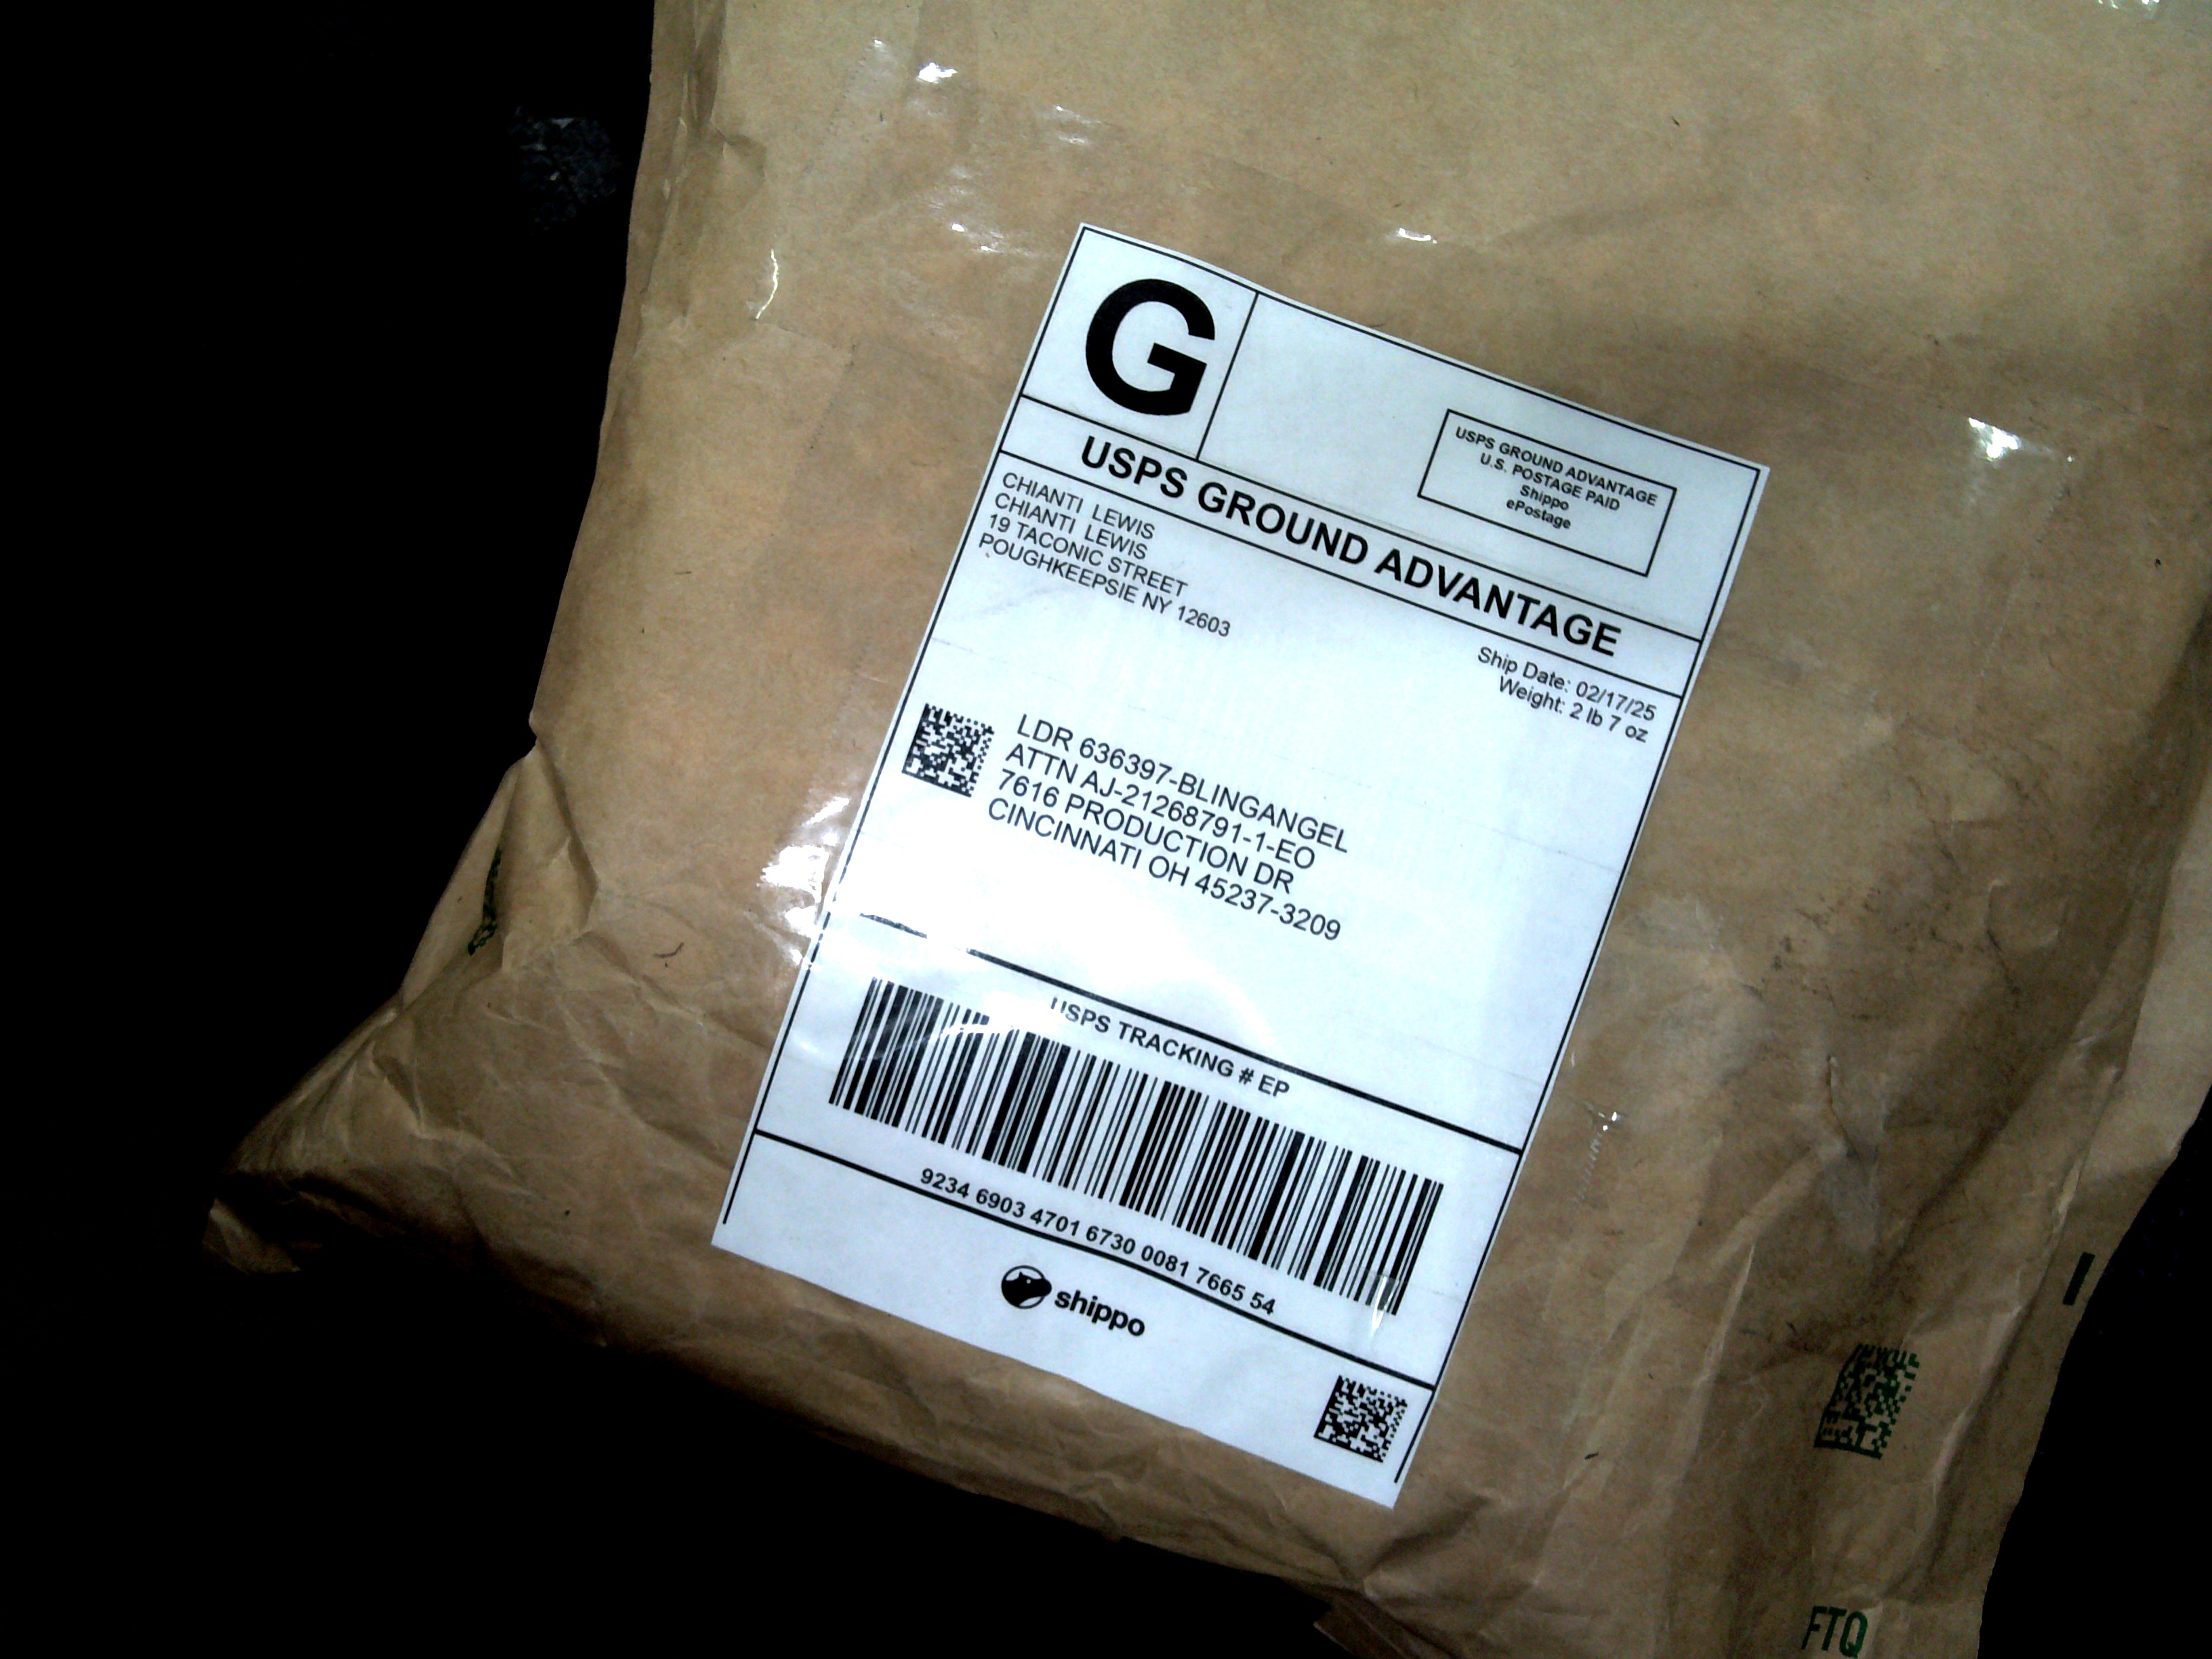 G
USPS GROUND ADVANTAGE
U.S. POSTAGE PAID
Shippo
ePostage
USPS GROUND ADVANTAGE
CHIANTI LEWIS
CHIANTI LEWIS
19 TACONIC STREET
POUGHKEEPSIE NY 12603
Ship Date: 02/17/25
Weight: 2 lb 7 oz
LDR 636397-BLINGANGEL
ATTN AJ-21268791-1-EO
7616 PRODUCTION DR
CINCINNATI OH 45237-3209
USPS TRACKING # EP
9234 6903 4701 6730 0081 7665 54
shippo
FTQ